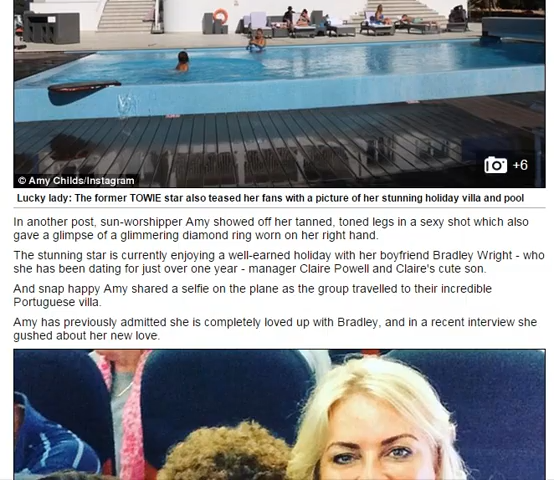 +6
© Amy Childs/Instagram
Lucky lady: The former TOWIE star also teased her fans with a picture of her stunning holiday villa and pool
In another post, sun-worshipper Amy showed off her tanned, toned legs in a sexy shot which also
gave a glimpse of a glimmering diamond ring worn on her right hand.
The stunning star is currently enjoying a well-earned holiday with her boyfriend Bradley Wright - who
she has been dating for just over one year - manager Claire Powell and Claire's cute son.
And snap happy Amy shared a selfie on the plane as the group travelled to their incredible
Portuguese villa.
Amy has previously admitted she is completely loved up with Bradley, and in a recent interview she
gushed about her new love.